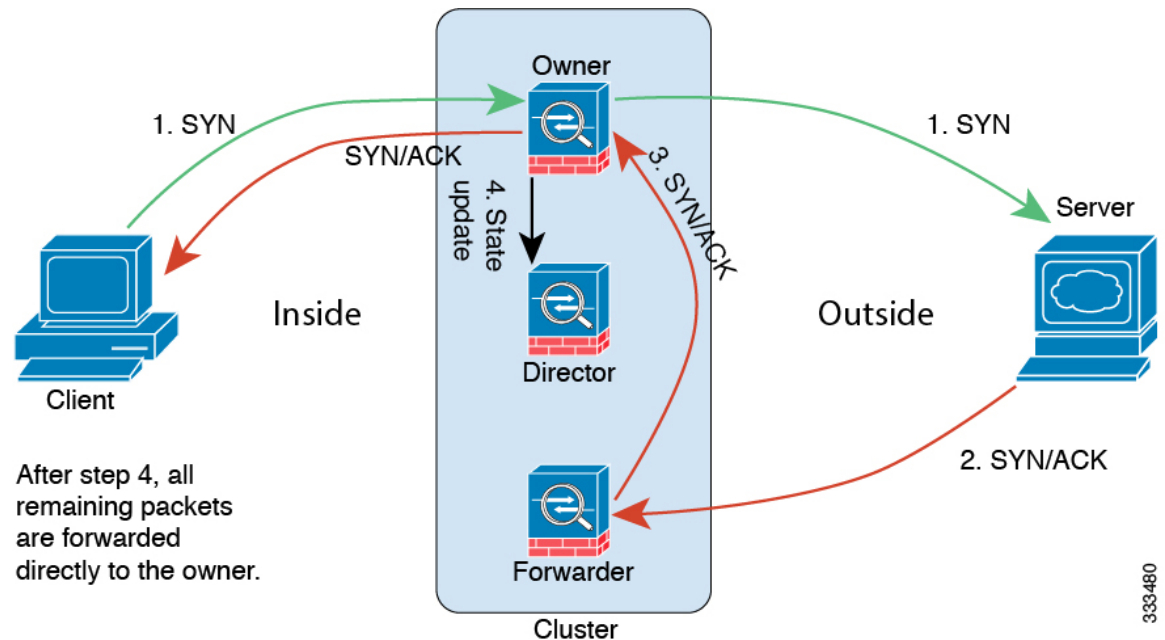 Owner
1. SYN
1. SYN
SYN/ACK
3. SYN/ACK
4. State
update
Server
Inside
Outside
Director
Client
2. SYN/ACK
After step 4, all
remaining packets
are forwarded
directly to the owner.
Forwarder
Cluster
333480